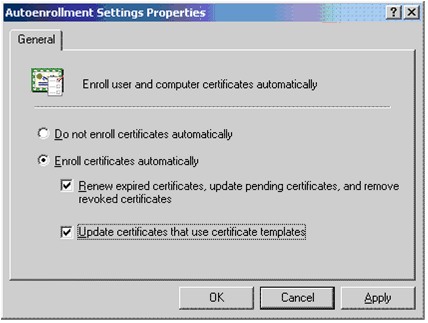 Autoenrollment Settings Properties
General
Enroll user and computer certificates automatically
Do not enroll certificates automatically
Enroll certificates automatically
Renew expired certificates, update pending certificates, and remove
revoked certificates
Update certificates that use certificate templates
OK
Cancel
Apply